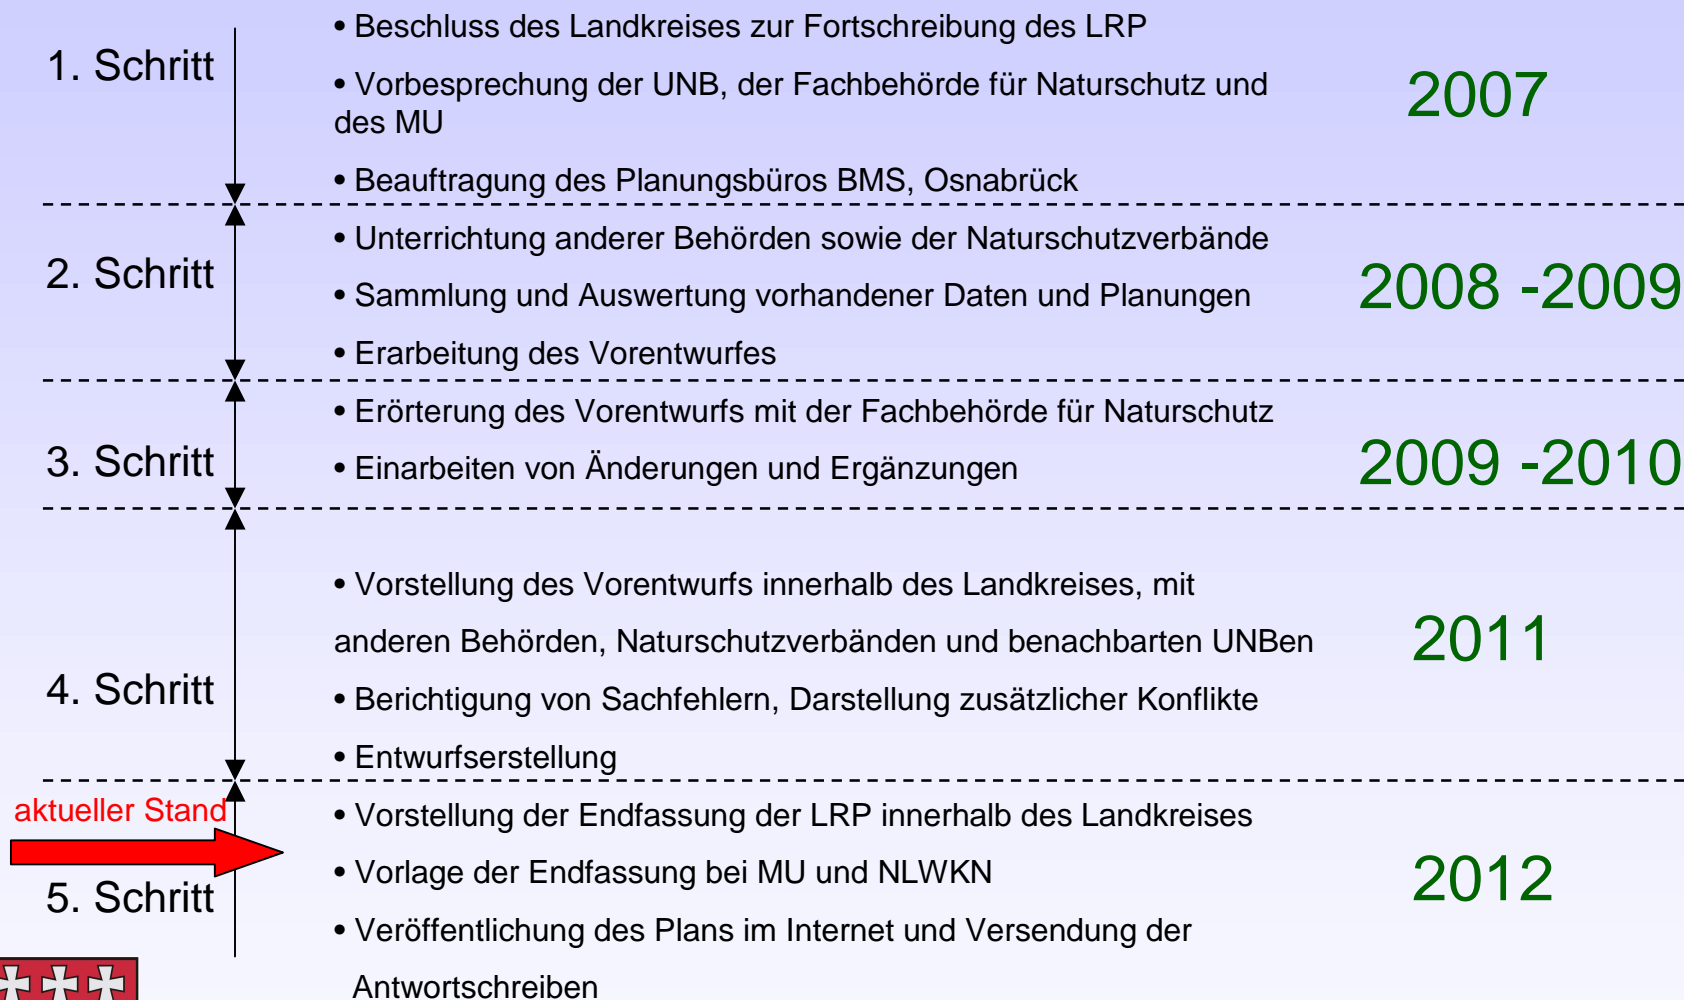 1. Schritt
• Beschluss des Landkreises zur Fortschreibung des LRP
• Vorbesprechung der UNB, der Fachbehörde für Naturschutz und
des MU
• Beauftragung des Planungsbüros BMS, Osnabrück
2007
2. Schritt
• Unterrichtung anderer Behörden sowie der Naturschutzverbände
• Sammlung und Auswertung vorhandener Daten und Planungen
• Erarbeitung des Vorentwurfes
2008 -2009
3. Schritt
• Erörterung des Vorentwurfs mit der Fachbehörde für Naturschutz
• Einarbeiten von Änderungen und Ergänzungen
2009 -2010
4. Schritt
• Vorstellung des Vorentwurfs innerhalb des Landkreises, mit
anderen Behörden, Naturschutzverbänden und benachbarten UNBen
• Berichtigung von Sachfehlern, Darstellung zusätzlicher Konflikte
• Entwurfserstellung
2011
aktueller Stand
5. Schritt
• Vorstellung der Endfassung der LRP innerhalb des Landkreises
• Vorlage der Endfassung bei MU und NLWKN
• Veröffentlichung des Plans im Internet und Versendung der
Antwortschreiben
2012